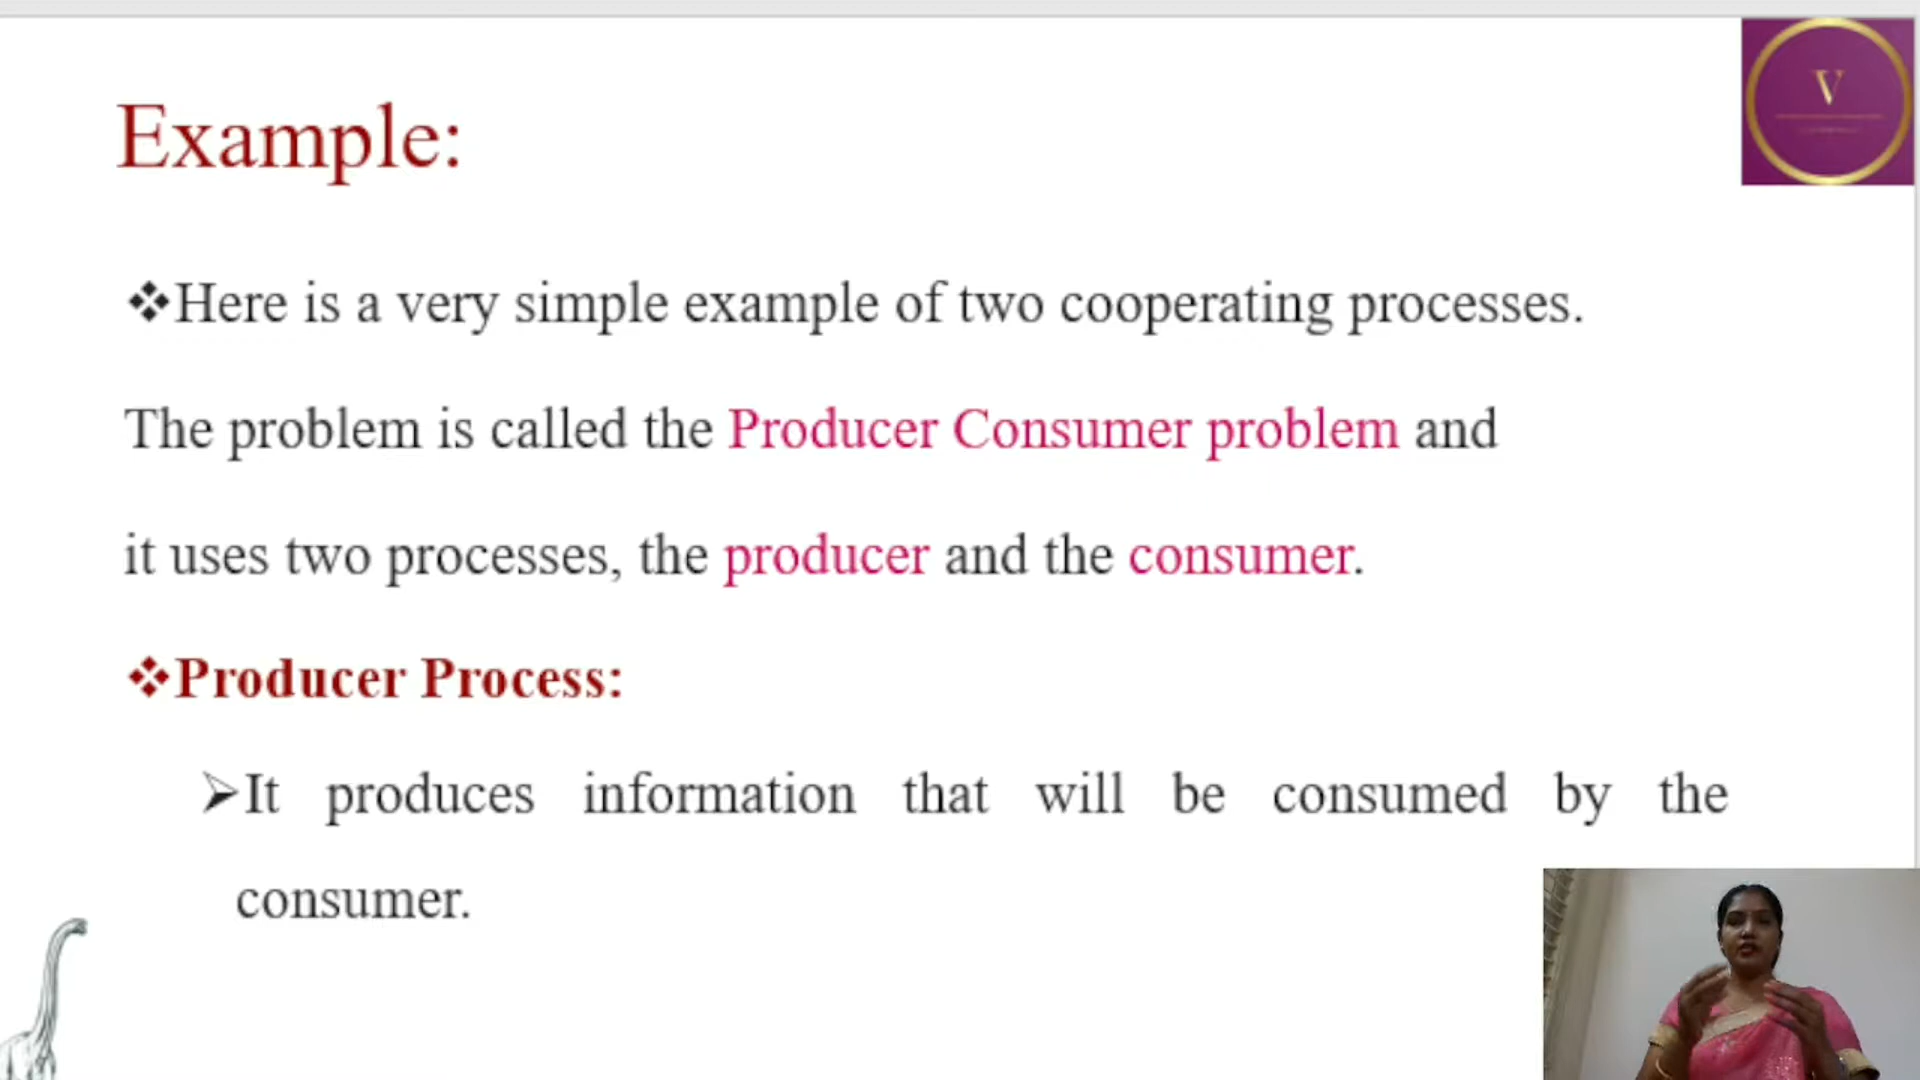 Example:
V
❖Here is a very simple example of two cooperating processes.
The problem is called the Producer Consumer problem and
it uses two processes, the producer and the consumer.
❖Producer Process:
➢It produces information that will be consumed by the
consumer.